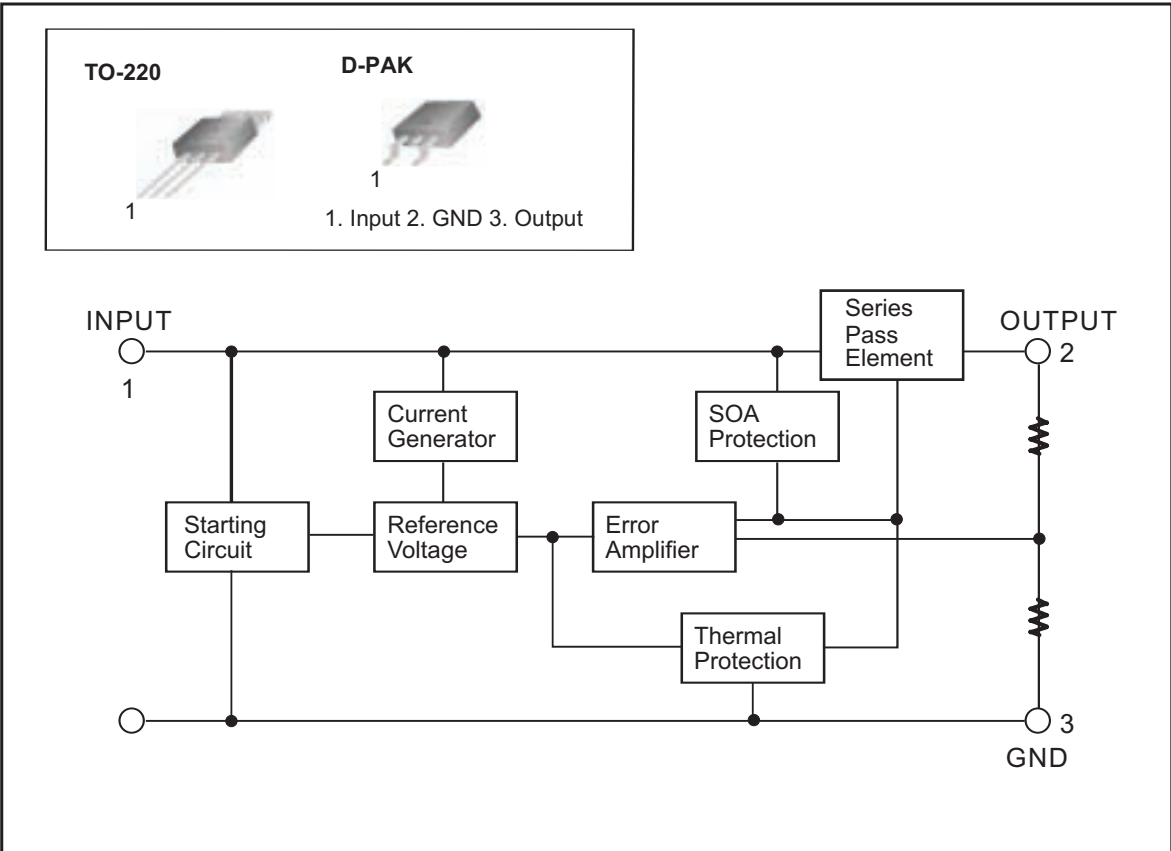 TO-220
D-PAK
1
1
1. Input 2. GND 3. Output
INPUT
1
Series
Pass
Element
OUTPUT
2
Current
Generator
SOA
Protection
Starting
Circuit
Reference
Voltage
Error
Amplifier
Thermal
Protection
3
GND